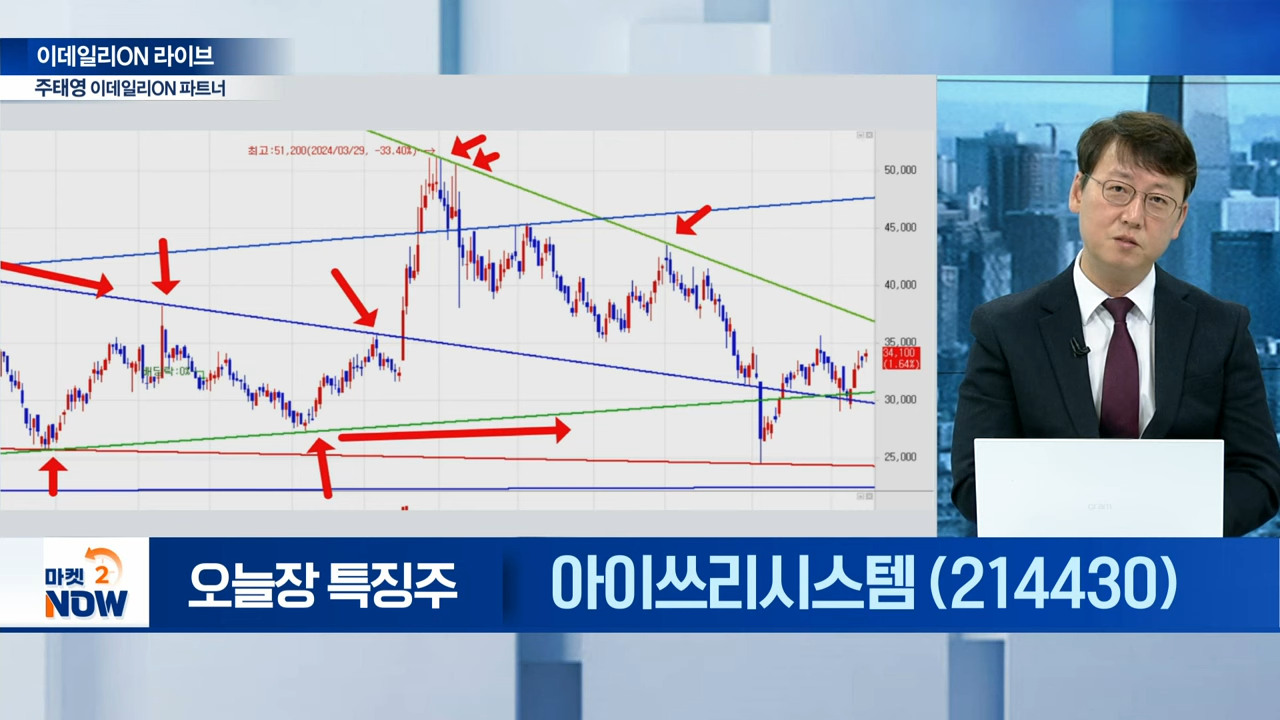 이데일리ON 라이브
주태영 이데일리ON 파트너
최고:51,200(2024/03/29, -33.40%) →
50,000
45,000
40,000
35,000
34,100
(1.64%)
30,000
25,000
마켓 2
NOW
오늘장 특징주
아이쓰리시스템 (214430)